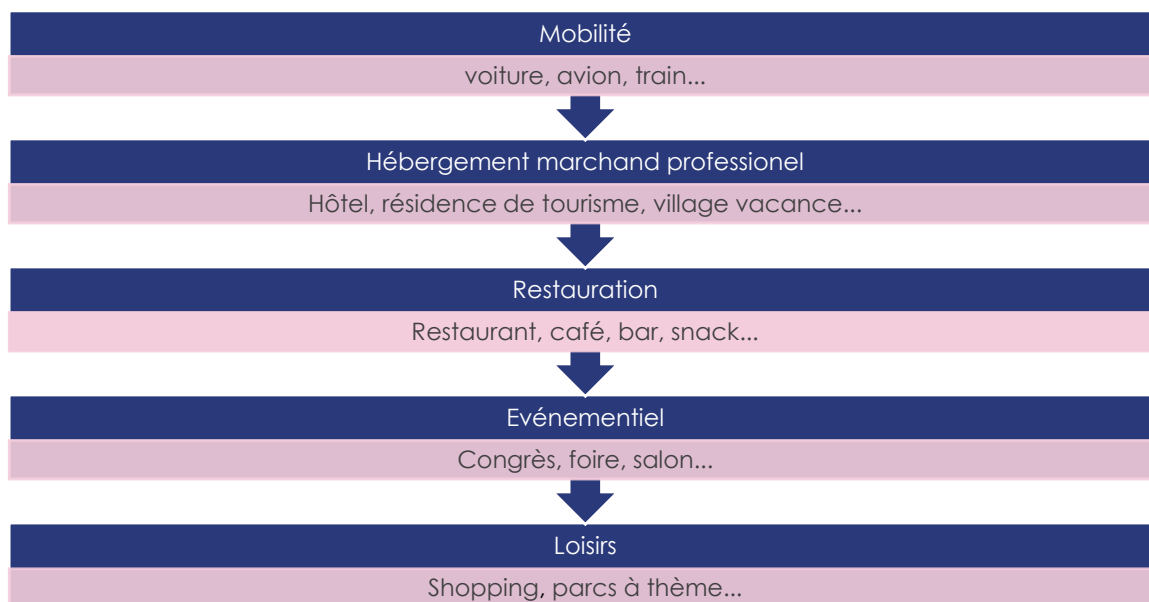 Mobilité
voiture, avion, train...
Hébergement marchand professionel
Hôtel, résidence de tourisme, village vacance...
Restauration
Restaurant, café, bar, snack...
Evénementiel
Congrès, foire, salon...
Loisirs
Shopping, parcs à thème...